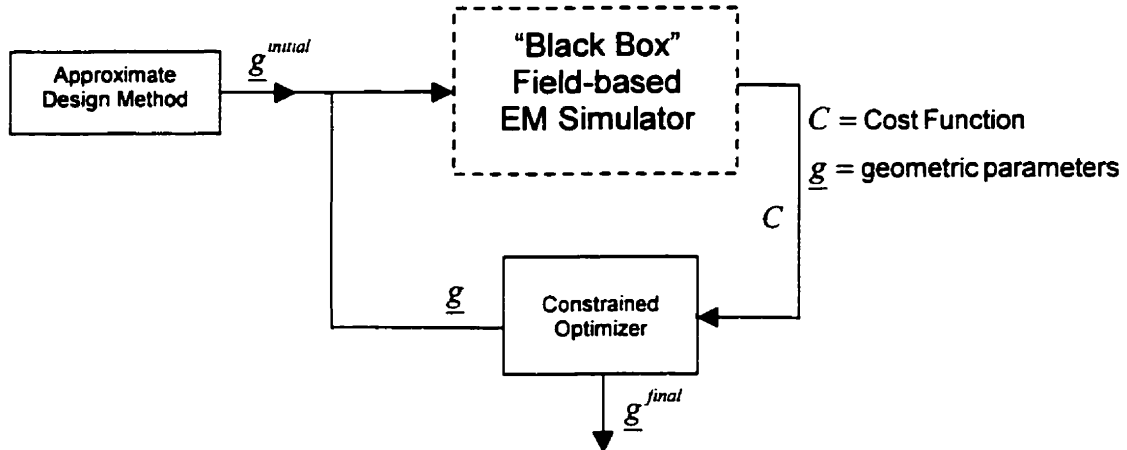 Approximate
Design Method
g^initial
"Black Box"
Field-based
EM Simulator
C = Cost Function
g = geometric parameters
C
g
Constrained
Optimizer
g^final